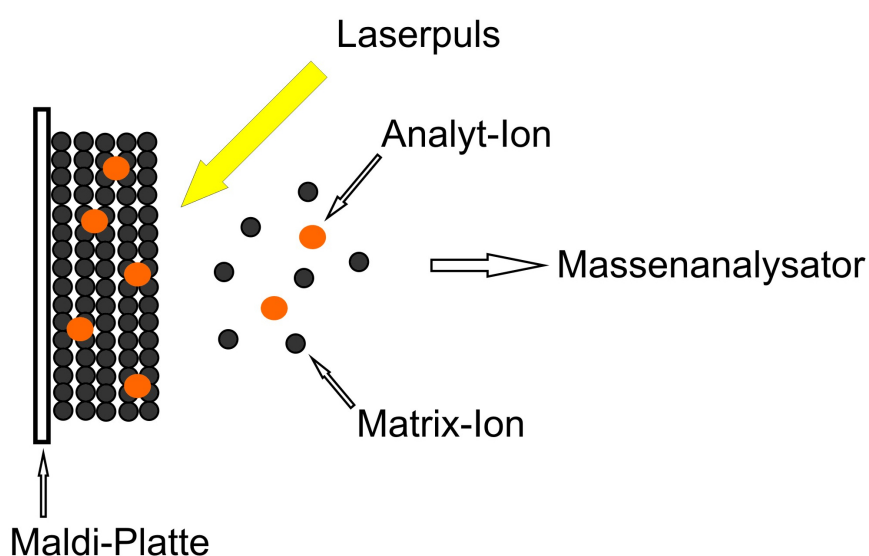 Laserpuls
Analyt-Ion
Massenanalysator
Matrix-Ion
Maldi-Platte